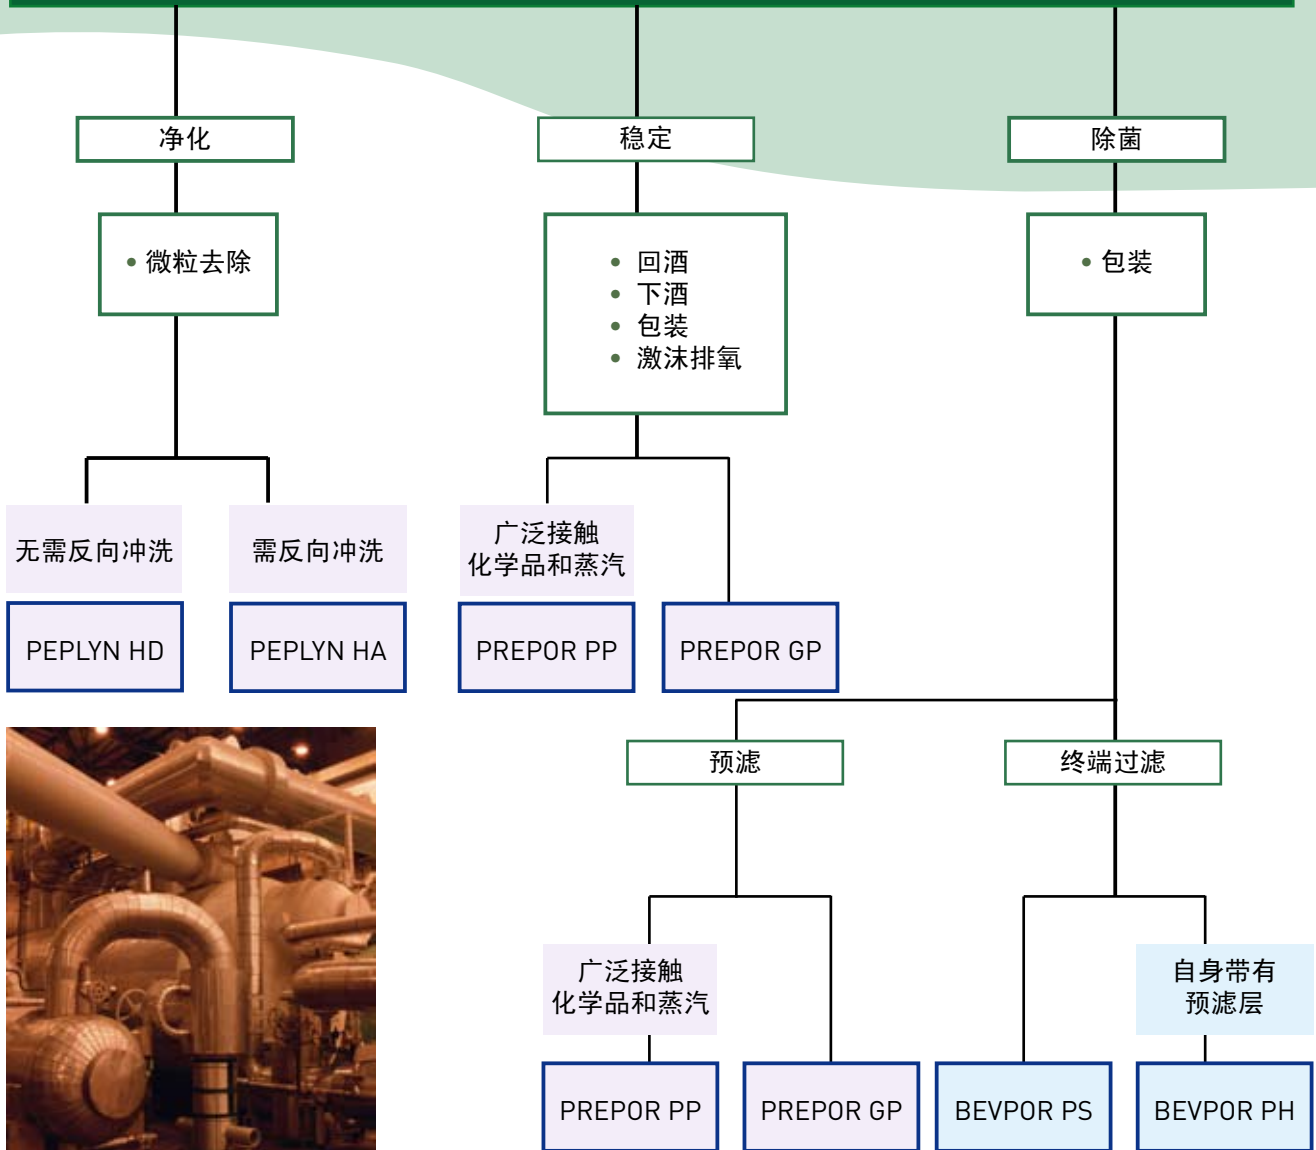 净化
稳定
除菌
• 微粒去除
• 回酒
• 下酒
• 包装
• 激沫排氧
• 包装
无需反向冲洗
需反向冲洗
广泛接触
化学品和蒸汽
PEPLYN HD
PEPLYN HA
PREPOR PP
PREPOR GP
预滤
终端过滤
广泛接触
化学品和蒸汽
自身带有
预滤层
PREPOR PP
PREPOR GP
BEVPOR PS
BEVPOR PH